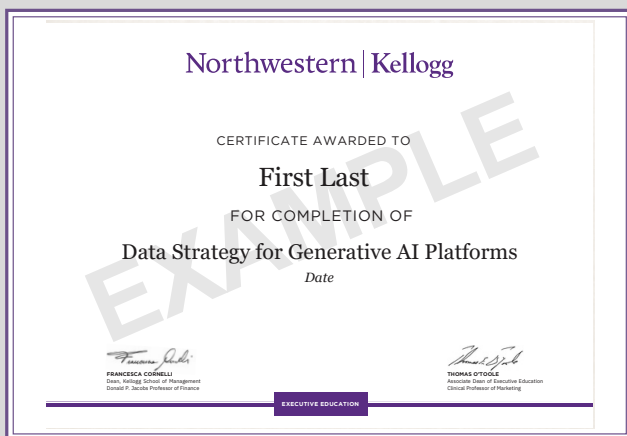 Northwestern | Kellogg
CERTIFICATE AWARDED TO
First Last
FOR COMPLETION OF
Data Strategy for Generative AI Platforms
Date
EXAMPLE
FRANCESCA CORNELLI
Dean, Kellogg School of Management
Donald P. Jacobs Professor of Finance
THOMAS O'TOOLE
Associate Dean of Executive Education
Clinical Professor of Marketing
EXECUTIVE EDUCATION